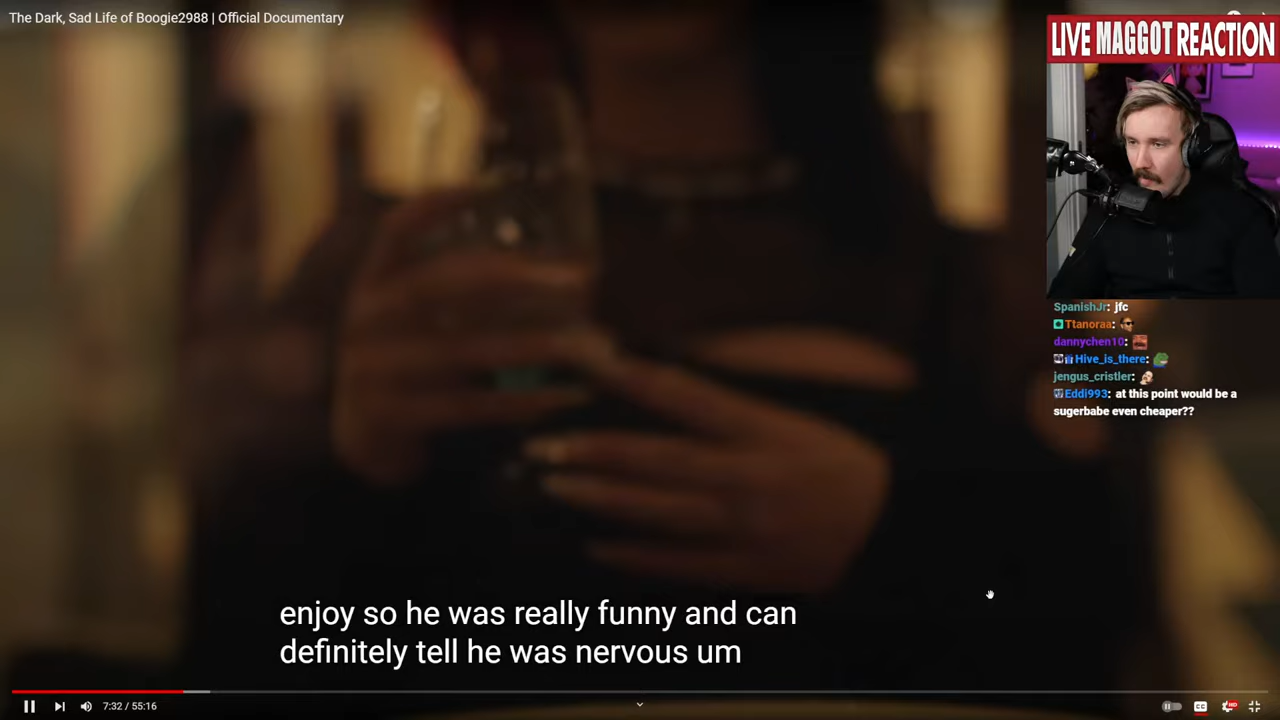 The Dark, Sad Life of Boogie2988 | Official Documentary
LIVE MAGGOT REACTION
SpanishJr: jfc
Ttanoraa:
dannychen10:
Hive_is_there:
jengus_cristler:
Eddi993: at this point would be a
sugerbabe even cheaper??
enjoy so he was really funny and can
definitely tell he was nervous um
7:32 / 55:16
CC
HD